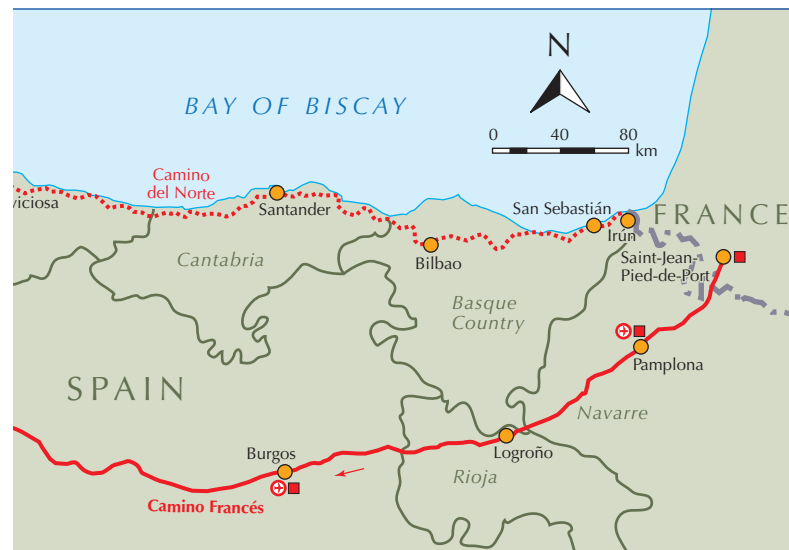 N
BAY OF BISCAY
0 40 80
km
Camino
del Norte
viciosa
Santander
San Sebastián
FRANCE
Irún
Bilbao
Saint-Jean-
Pied-de-Port
Cantabria
Basque
Country
Pamplona
SPAIN
Navarre
Logroño
Burgos
Rioja
Camino Francés